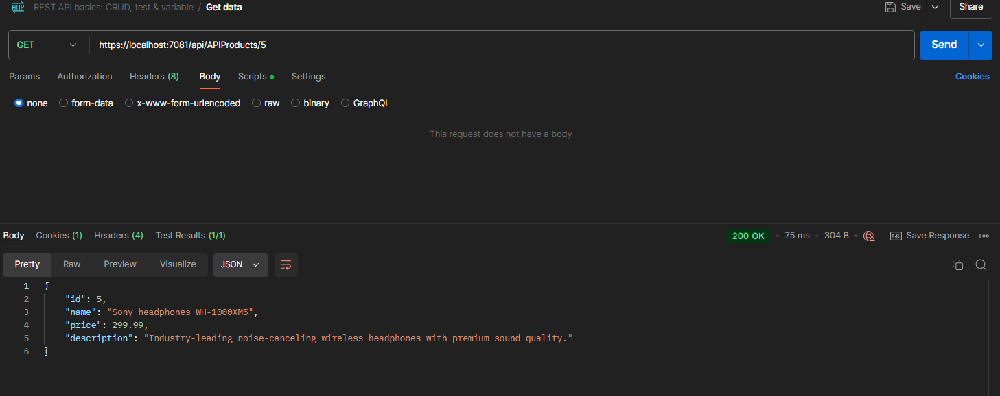 HTTP REST API basics: CRUD, test & variable / Get data Save Share
GET https://localhost:7081/api/APIProducts/5 Send
Params Authorization Headers (8) Body Scripts Settings Cookies
none form-data x-www-form-urlencoded raw binary GraphQL
This request does not have a body
Body Cookies (1) Headers (4) Test Results (1/1) 200 OK 75 ms 304 B e.g. Save Response
Pretty Raw Preview Visualize JSON
1 {
2 "id": 5,
3 "name": "Sony headphones WH-1000XM5",
4 "price": 299.99,
5 "description": "Industry-leading noise-canceling wireless headphones with premium sound quality."
6 }